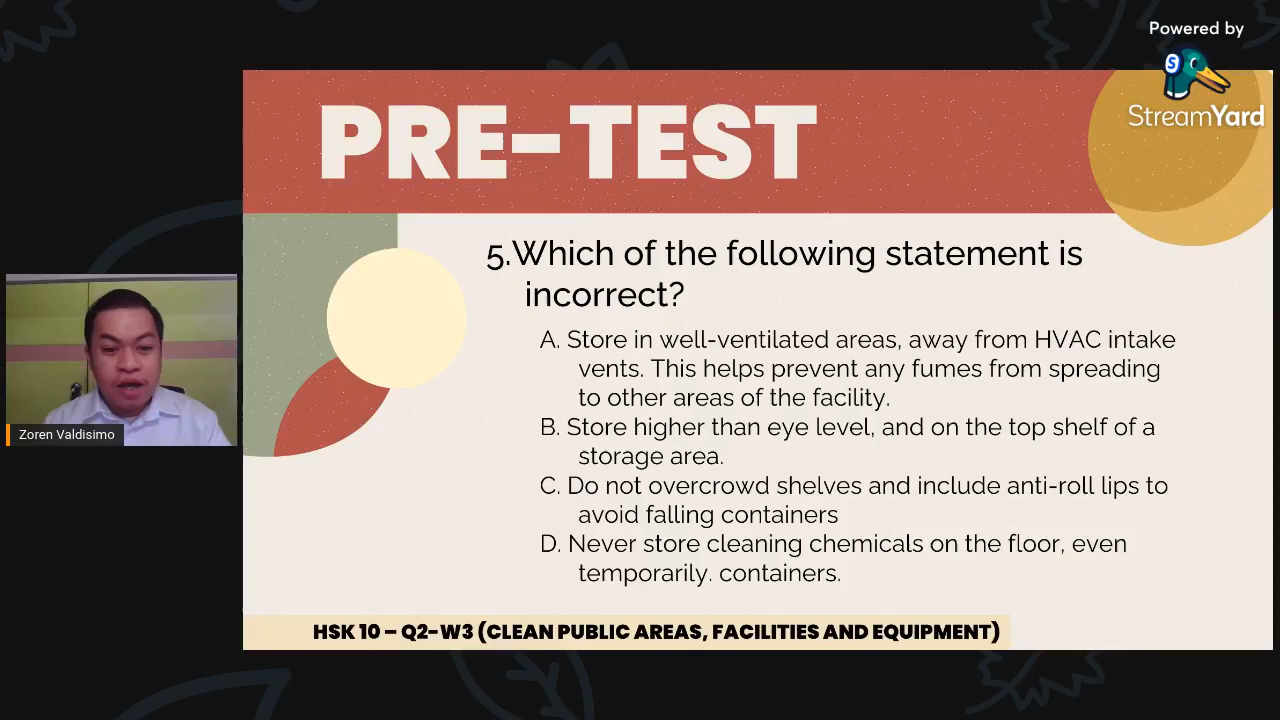 Powered by
StreamYard
PRE-TEST
5.Which of the following statement is
incorrect?
A. Store in well-ventilated areas, away from HVAC intake
vents. This helps prevent any fumes from spreading
to other areas of the facility.
B. Store higher than eye level, and on the top shelf of a
storage area.
C. Do not overcrowd shelves and include anti-roll lips to
avoid falling containers
D. Never store cleaning chemicals on the floor, even
temporarily. containers.
Zoren Valdisimo
HSK 10 – Q2-W3 (CLEAN PUBLIC AREAS, FACILITIES AND EQUIPMENT)